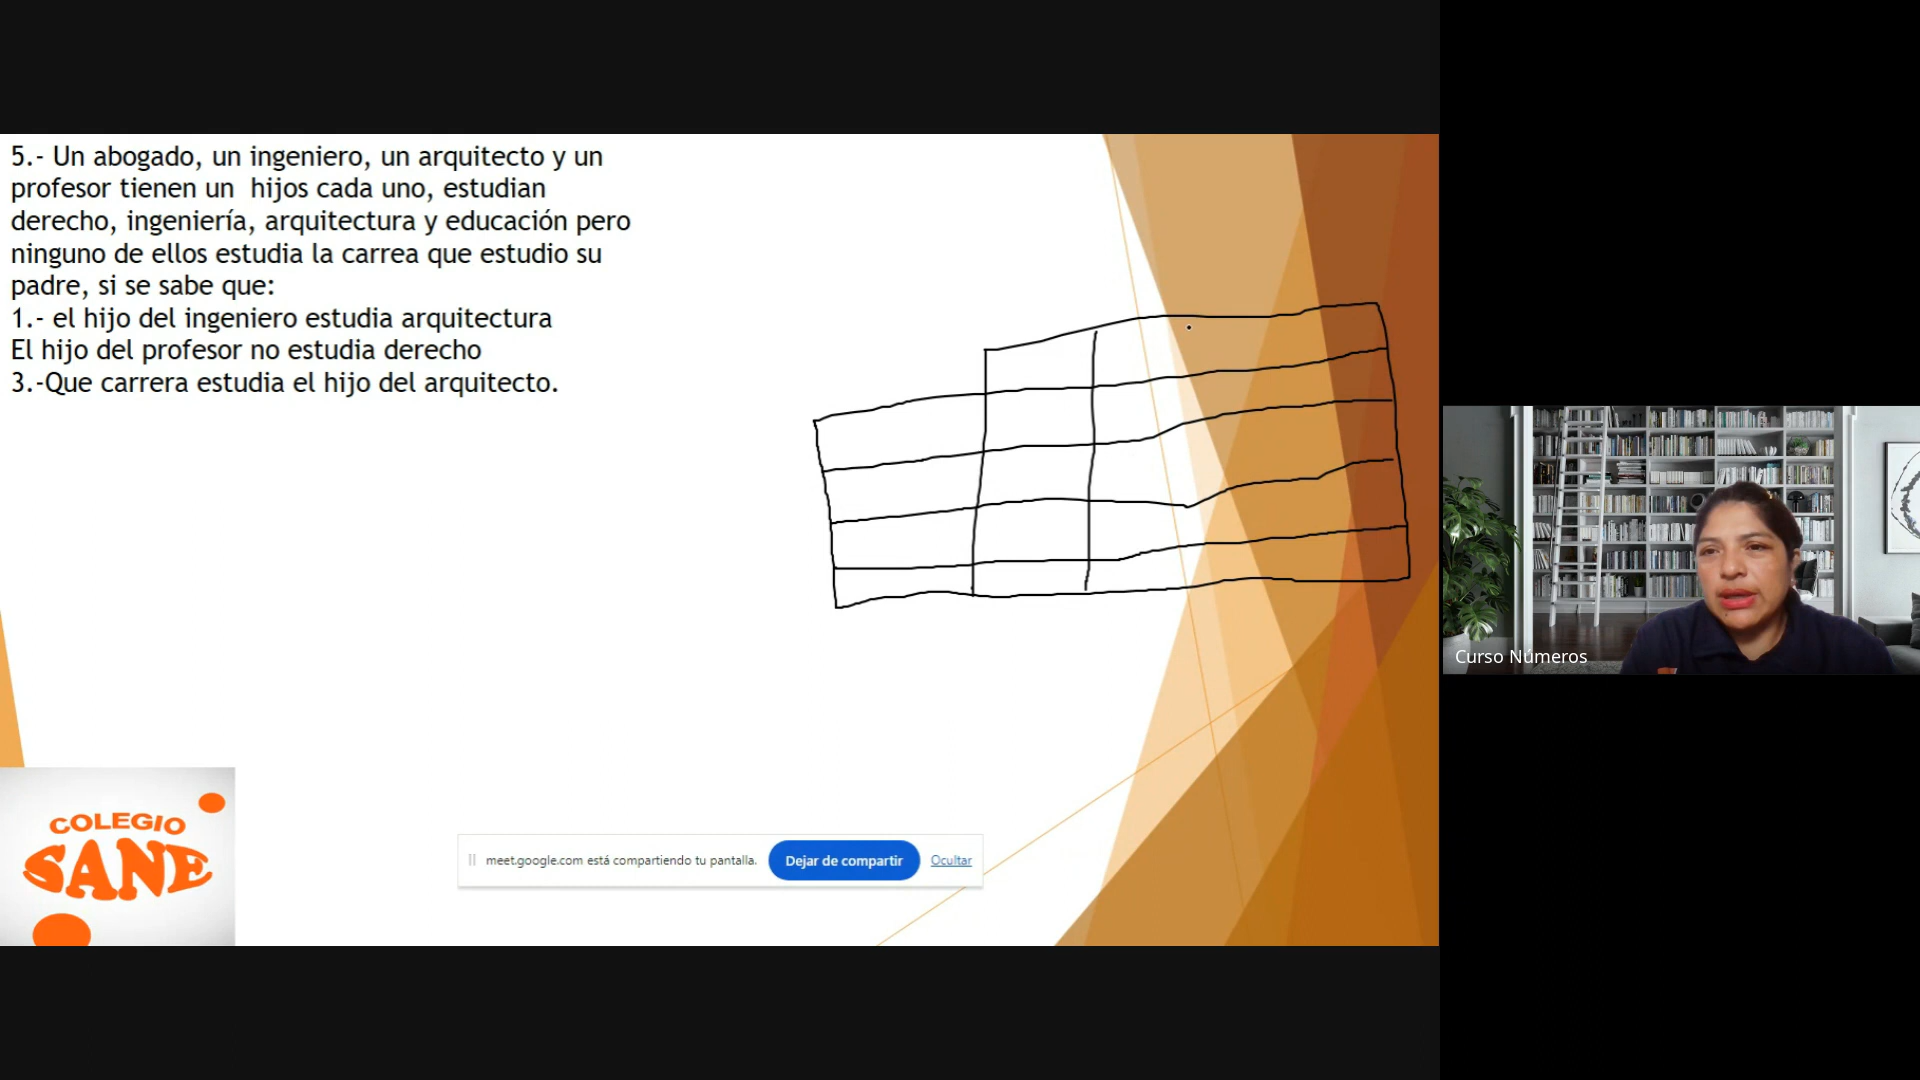 5.- Un abogado, un ingeniero, un arquitecto y un
profesor tienen un hijos cada uno, estudian
derecho, ingeniería, arquitectura y educación pero
ninguno de ellos estudia la carrea que estudio su
padre, si se sabe que:
1.- el hijo del ingeniero estudia arquitectura
El hijo del profesor no estudia derecho
3.-Que carrera estudia el hijo del arquitecto.
COLEGIO
SANE
meet.google.com está compartiendo tu pantalla.
Dejar de compartir
Ocultar
Curso Números